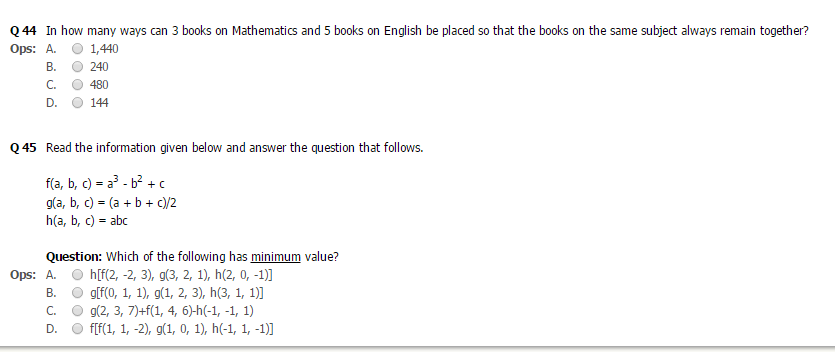 Q 44 In how many ways can 3 books on Mathematics and 5 books on English be placed so that the books on the same subject always remain together?
Ops: A. 1,440
B. 240
C. 480
D. 144
Q 45 Read the information given below and answer the question that follows.
f(a, b, c) = a³ - b² + c
g(a, b, c) = (a + b + c)/2
h(a, b, c) = abc
Question: Which of the following has minimum value?
Ops: A. h[f(2, -2, 3), g(3, 2, 1), h(2, 0, -1)]
B. g[f(0, 1, 1), g(1, 2, 3), h(3, 1, 1)]
C. g(2, 3, 7)+f(1, 4, 6)-h(-1, -1, 1)
D. f[f(1, 1, -2), g(1, 0, 1), h(-1, 1, -1)]